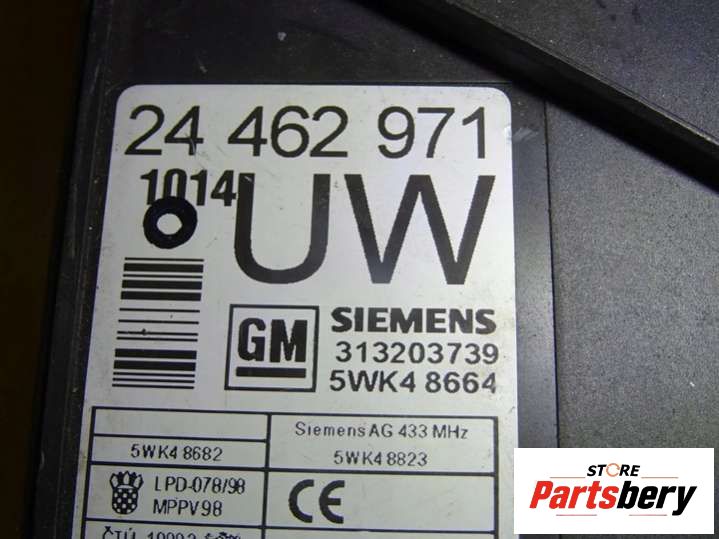 24 462 971
1014
UW
GM
SIEMENS
313203739
5WK4 8664
Siemens AG 433 MHz
5WK4 8682
5WK4 8823
LPD-078/98
MPPV98
CE
ČTÚ
STORE
Partsbery